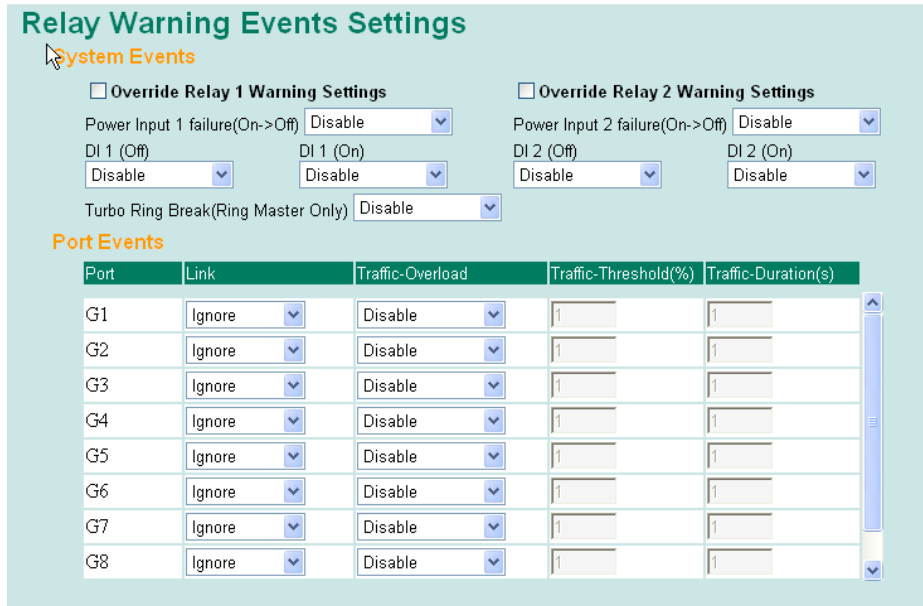 Relay Warning Events Settings
System Events
Override Relay 1 Warning Settings
Override Relay 2 Warning Settings
Power Input 1 failure(On->Off) Disable
Power Input 2 failure(On->Off) Disable
DI 1 (Off) DI 1 (On) DI 2 (Off) DI 2 (On)
Disable Disable Disable Disable
Turbo Ring Break(Ring Master Only) Disable
Port Events
Port Link Traffic-Overload Traffic-Threshold(%) Traffic-Duration(s)
G1 Ignore Disable 1 1
G2 Ignore Disable 1 1
G3 Ignore Disable 1 1
G4 Ignore Disable 1 1
G5 Ignore Disable 1 1
G6 Ignore Disable 1 1
G7 Ignore Disable 1 1
G8 Ignore Disable 1 1